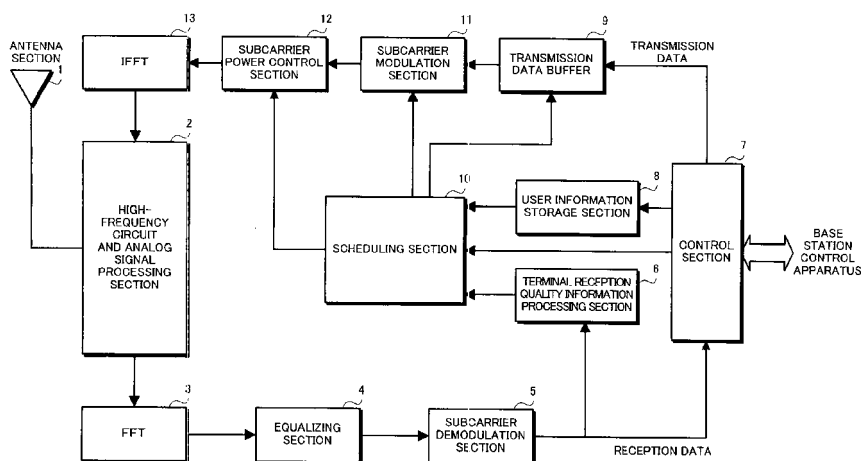 13
12
11
9
ANTENNA
SECTION
1
IFFT
SUBCARRIER
POWER CONTROL
SECTION
SUBCARRIER
MODULATION
SECTION
TRANSMISSION
DATA BUFFER
TRANSMISSION
DATA
2
HIGH-
FREQUENCY
CIRCUIT
AND ANALOG
SIGNAL
PROCESSING
SECTION
10
SCHEDULING SECTION
8
USER INFORMATION
STORAGE SECTION
7
CONTROL
SECTION
BASE
STATION
CONTROL
APPARATUS
6
TERMINAL RECEPTION
QUALITY INFORMATION
PROCESSING SECTION
3
FFT
4
EQUALIZING
SECTION
5
SUBCARRIER
DEMODULATION
SECTION
RECEPTION DATA